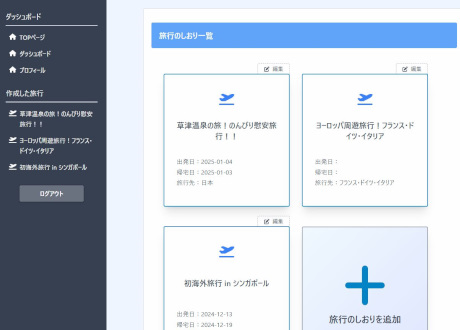 ダッシュボード
TOPページ
ダッシュボード
プロフィール
作成した旅行
草津温泉の旅！のんびり慰安
旅行！！
ヨーロッパ周遊旅行！フランス・
ドイツ・イタリア
初海外旅行 in シンガポール
ログアウト
旅行のしおり一覧
編集
草津温泉の旅！のんびり慰安旅
行！！
出発日：2025-01-04
帰宅日：2025-01-03
旅行先：日本
編集
ヨーロッパ周遊旅行！フランス・ド
イツ・イタリア
出発日：
帰宅日：
旅行先：フランス・ドイツ・イタリア
編集
初海外旅行 in シンガポール
出発日：2024-12-13
帰宅日：2024-12-19
旅行のしおりを追加